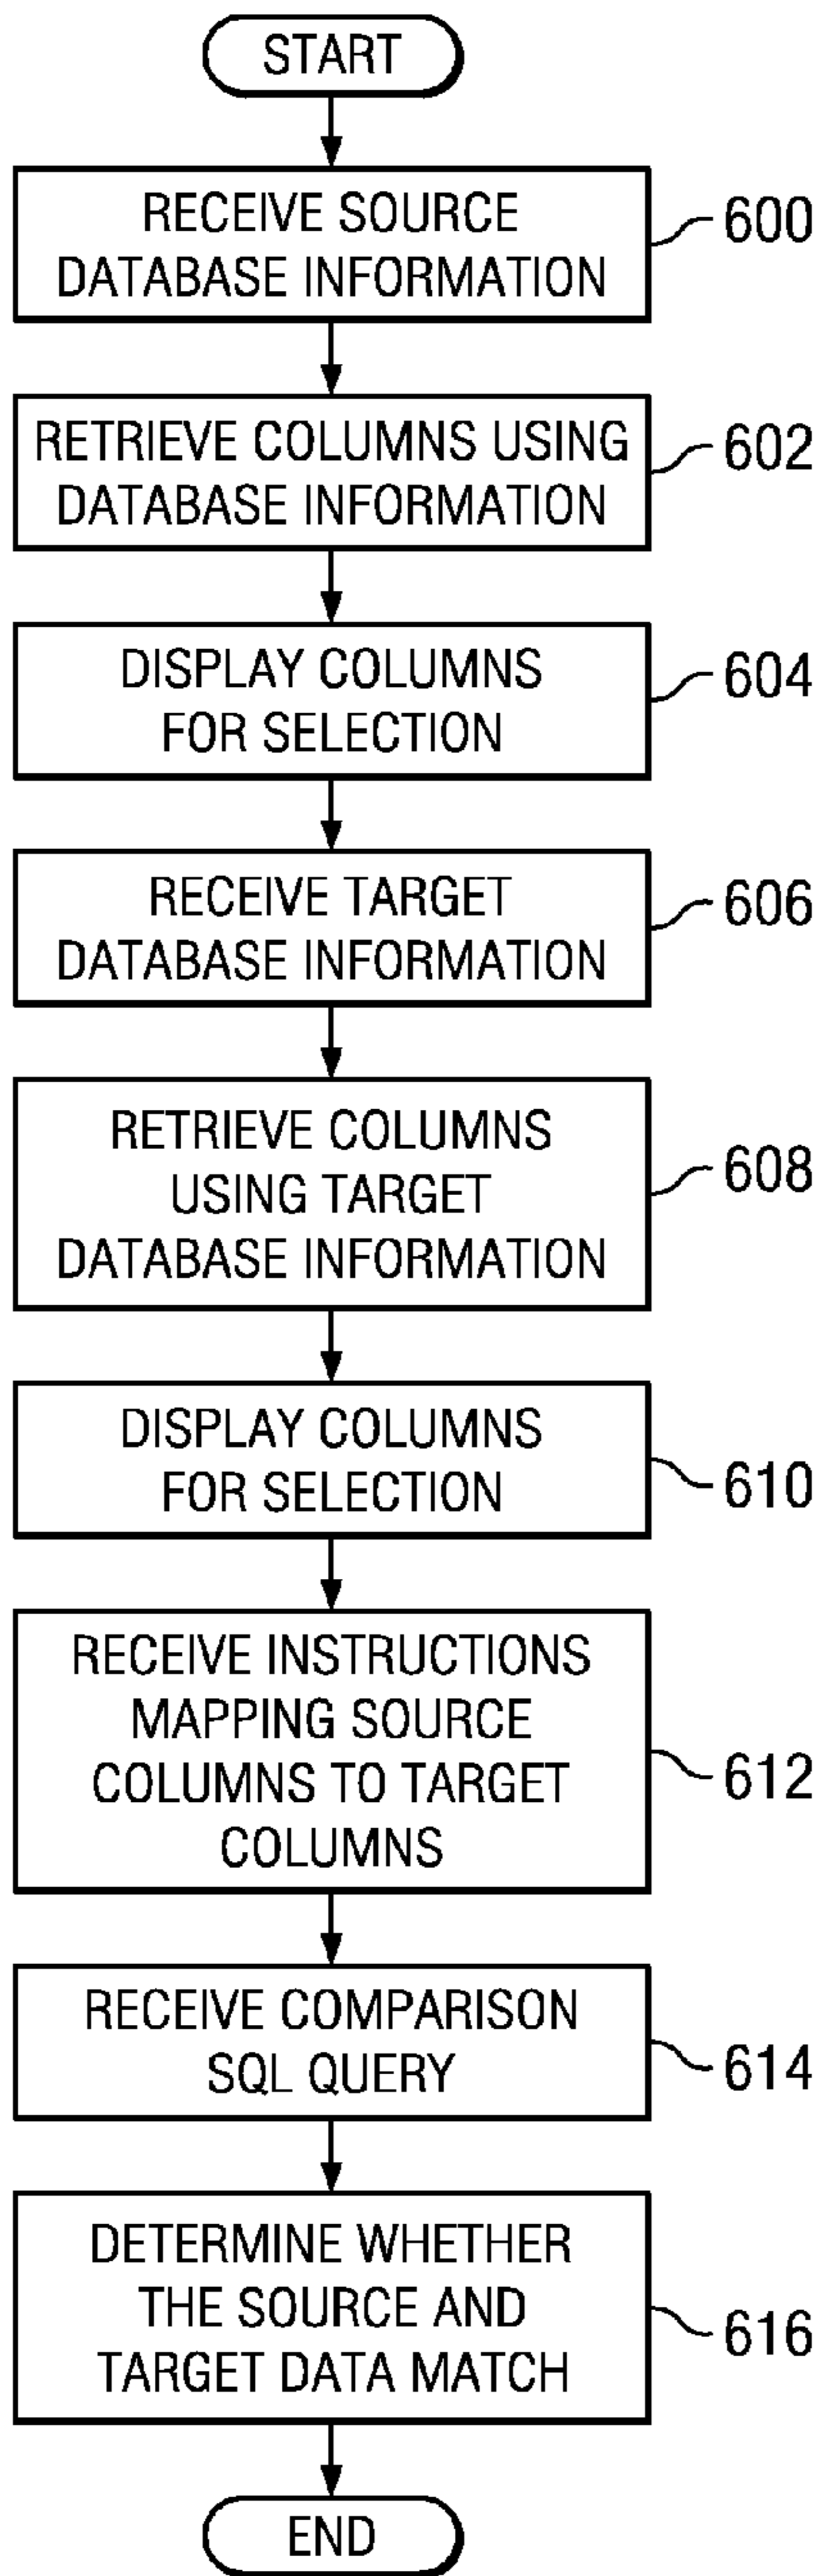 START
RECEIVE SOURCE
DATABASE INFORMATION
600
RETRIEVE COLUMNS USING
DATABASE INFORMATION
602
DISPLAY COLUMNS
FOR SELECTION
604
RECEIVE TARGET
DATABASE INFORMATION
606
RETRIEVE COLUMNS
USING TARGET
DATABASE INFORMATION
608
DISPLAY COLUMNS
FOR SELECTION
610
RECEIVE INSTRUCTIONS
MAPPING SOURCE
COLUMNS TO TARGET
COLUMNS
612
RECEIVE COMPARISON
SQL QUERY
614
DETERMINE WHETHER
THE SOURCE AND
TARGET DATA MATCH
616
END